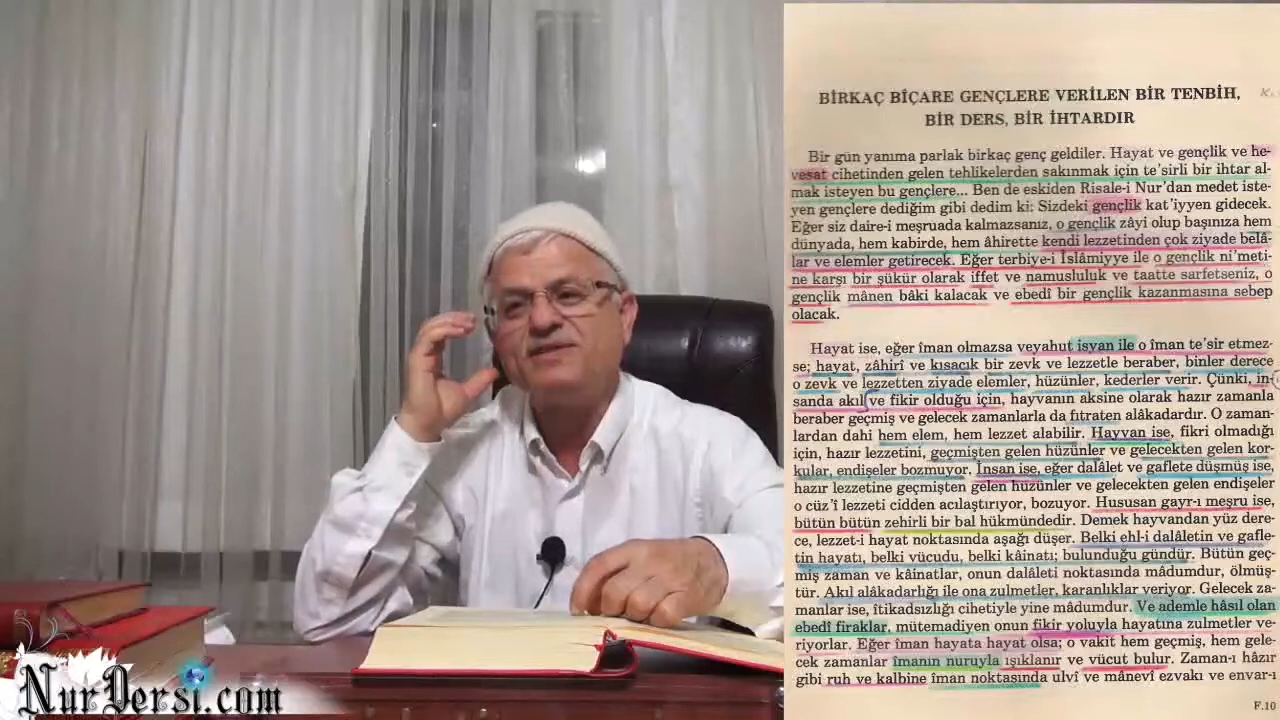 BİRKAÇ BİÇARE GENÇLERE VERİLEN BİR TENBİH,
BİR DERS, BİR İHTARDIR
Bir gün yanıma parlak birkaç genç geldiler. Hayat ve gençlik ve he-
vesat cihetinden gelen tehlikelerden sakınmak için te'sirli bir ihtar al-
mak isteyen bu gençlere... Ben de eskiden Risale-i Nur'dan medet iste-
yen gençlere dediğim gibi dedim ki: Sizdeki gençlik kat'iyyen gidecek.
Eğer siz daire-i meşruada kalmazsanız, o gençlik zâyi olup başınıza hem
dünyada, hem kabirde, hem âhirette kendi lezzetinden çok ziyade belâ-
lar ve elemler getirecek. Eğer terbiye-i İslâmiyye ile o gençlik ni'meti-
ne karşı bir şükür olarak iffet ve namusluluk ve taatte sarfetseniz, o
gençlik mânen bâki kalacak ve ebedî bir gençlik kazanmasına sebep
olacak.
Hayat ise, eğer îman olmazsa veyahut isyan ile o îman te'sir etmez-
se; hayat, zâhirî ve kısacık bir zevk ve lezzetle beraber, binler derece
o zevk ve lezzetten ziyade elemler, hüzünler, kederler verir. Çünki, in-
sanda akıl ve fikir olduğu için, hayvanın aksine olarak hazır zamanla
beraber geçmiş ve gelecek zamanlarla da fıtraten alâkadardır. O zaman-
lardan dahi hem elem, hem lezzet alabilir. Hayvan ise, fikri olmadığı
için, hazır lezzetini, geçmişten gelen hüzünler ve gelecekten gelen kor-
kular, endişeler bozmuyor. İnsan ise, eğer dalâlet ve gaflete düşmüş ise,
hazır lezzetine geçmişten gelen hüzünler ve gelecekten gelen endişeler
o cüz'î lezzeti cidden acılaştırıyor, bozuyor. Hususan gayr-ı meşru ise,
bütün bütün zehirli bir bal hükmündedir. Demek hayvandan yüz dere-
ce, lezzet-i hayat noktasında aşağı düşer. Belki ehl-i dalâletin ve gafle-
tin hayatı, belki vücudu, belki kâinatı; bulunduğu gündür. Bütün geç-
miş zaman ve kâinatlar, onun dalâleti noktasında mâdumdur, ölmüş-
tür. Akıl alâkadarlığı ile ona zulmetler, karanlıklar veriyor. Gelecek za-
manlar ise, îtikadsızlığı cihetiyle yine mâdumdur. Ve ademle hâsıl olan
ebedî firaklar, mütemadiyen onun fikir yoluyla hayatına zulmetler ve-
riyorlar. Eğer îman hayata hayat olsa; o vakit hem geçmiş, hem gele-
cek zamanlar îmanın nuruyla ışıklanır ve vücut bulur. Zaman-ı hâzır
gibi ruh ve kalbine îman noktasında ulvî ve mânevî ezvakı ve envar-ı
F.10
NurDersi.com